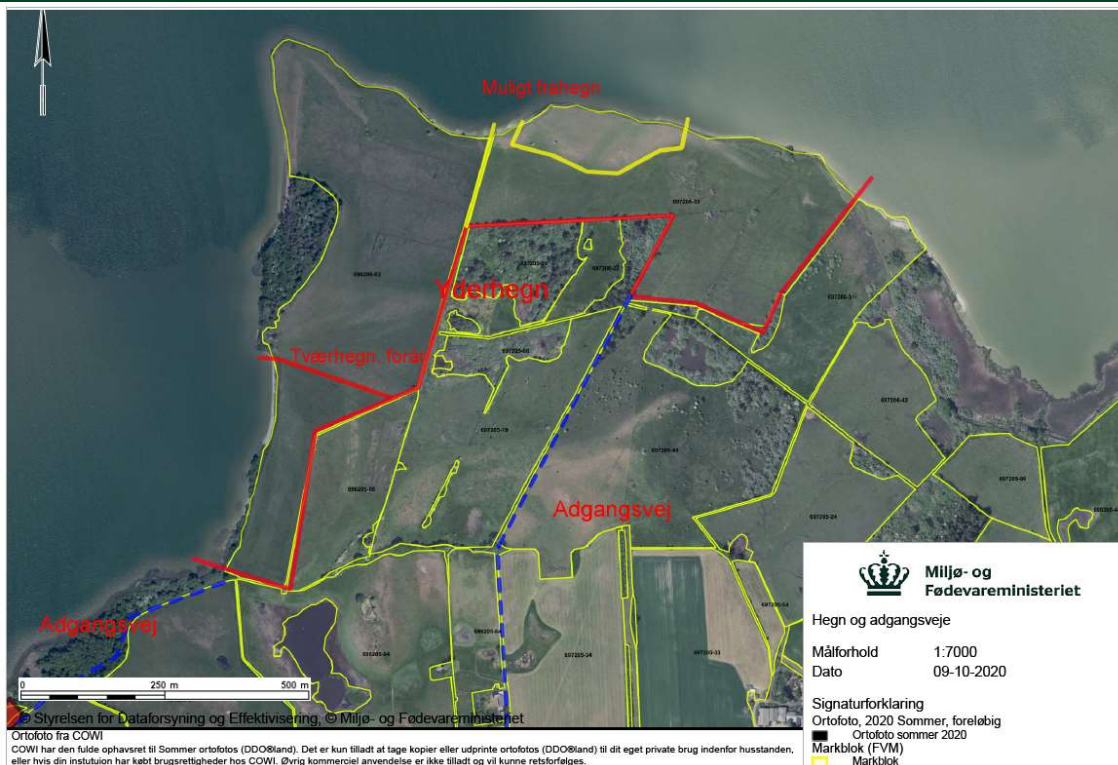 Muligt frahegn
Yderhegn
Tværhegn, forår
Adgangsvej
Adgangsvej
0 250 m 500 m
© Styrelsen for Dataforsyning og Effektivisering, © Miljø- og Fødevareministeriet
Miljø- og
Fødevareministeriet
Hegn og adgangsveje
Målforhold 1:7000
Dato 09-10-2020
Signaturforklaring
Ortofoto, 2020 Sommer, foreløbig
Ortofoto sommer 2020
Markblok (FVM)
Markblok
Ortofoto fra COWI
COWI har den fulde ophavsret til Sommer ortofotos (DDO®land). Det er kun tilladt at tage kopier eller udprinte ortofotos (DDO®land) til dit eget private brug indenfor husstanden,
eller hvis din instutuion har købt brugsrettigheder hos COWI. Øvrig kommerciel anvendelse er ikke tilladt og vil kunne retsforfølges.